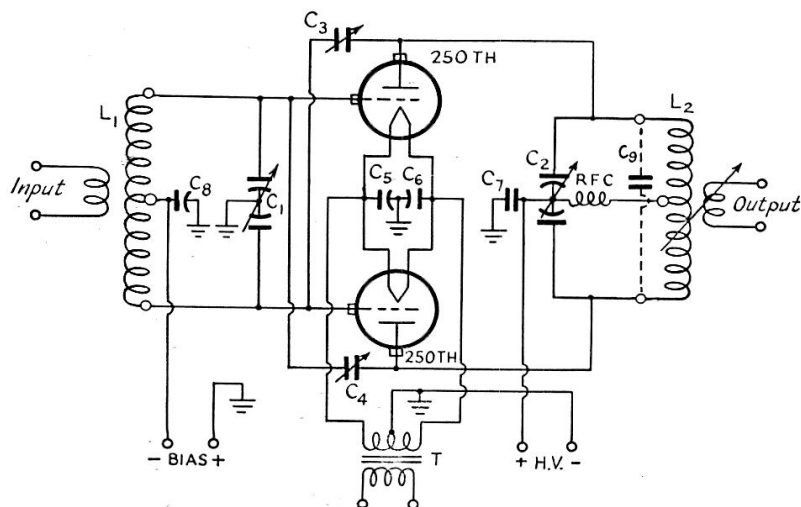 C3
250TH
L1
L2
C8
C5 C6
C7
C2
C9
RFC
Input
C1
Output
250TH
C4
- BIAS +
T
+ H.V. -